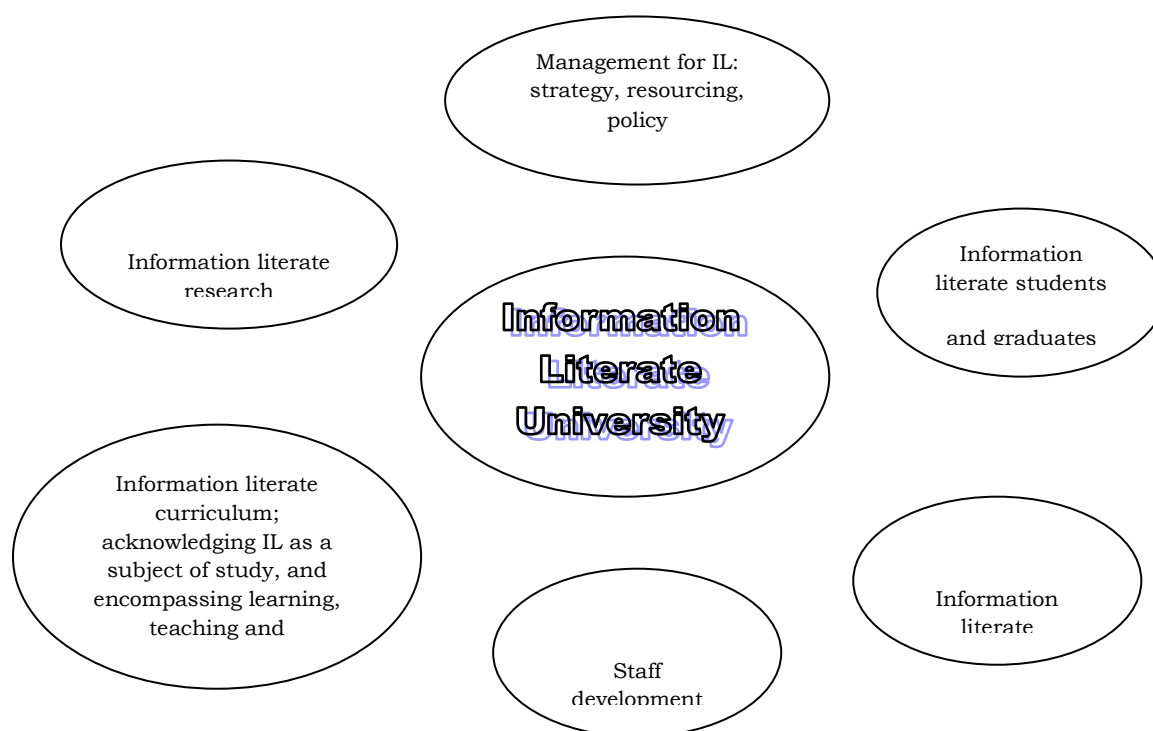 Management for IL:
strategy, resourcing,
policy
Information literate
research
Information
literate students
and graduates
Information
Literate
University
Information literate
curriculum;
acknowledging IL as a
subject of study, and
encompassing learning,
teaching and
Information
literate
Staff
development